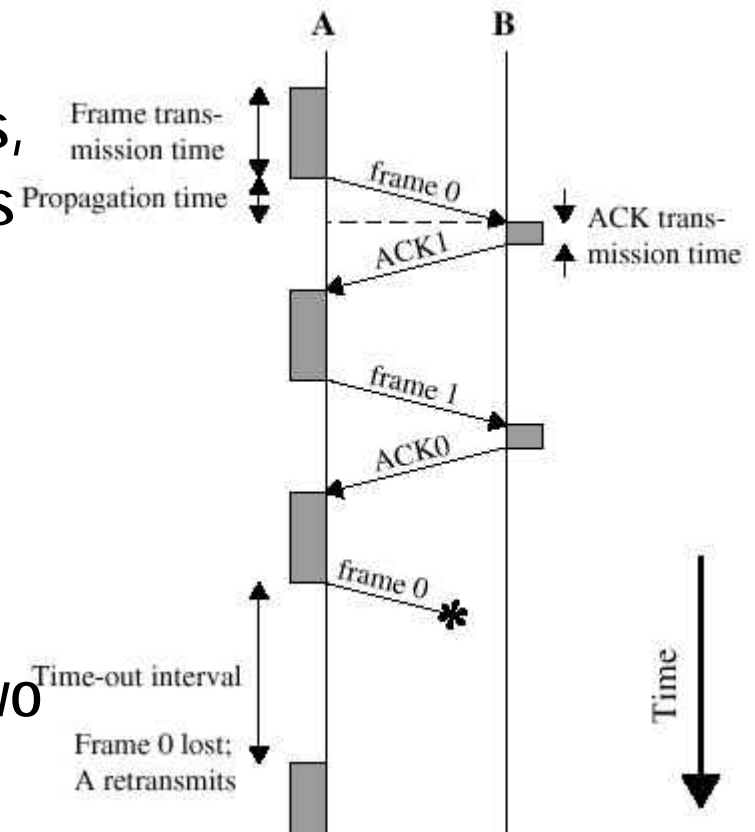 A
B
s,
s
Frame trans-
mission time
Propagation time
frame 0
ACK trans-
mission time
ACK1
frame 1
ACK0
frame 0
Time-out interval
Frame 0 lost;
A retransmits
Time